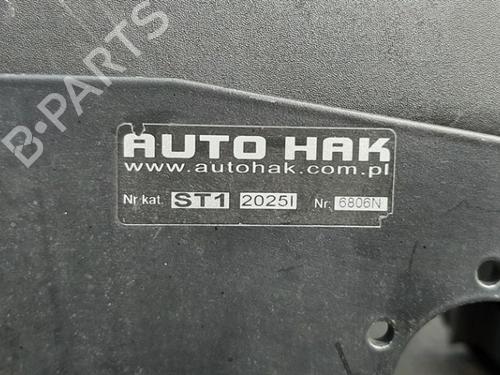 B-PARTS
AUTO HAK
www.autohak.com.pl
Nr kat. ST1 2025I Nr. 6806N